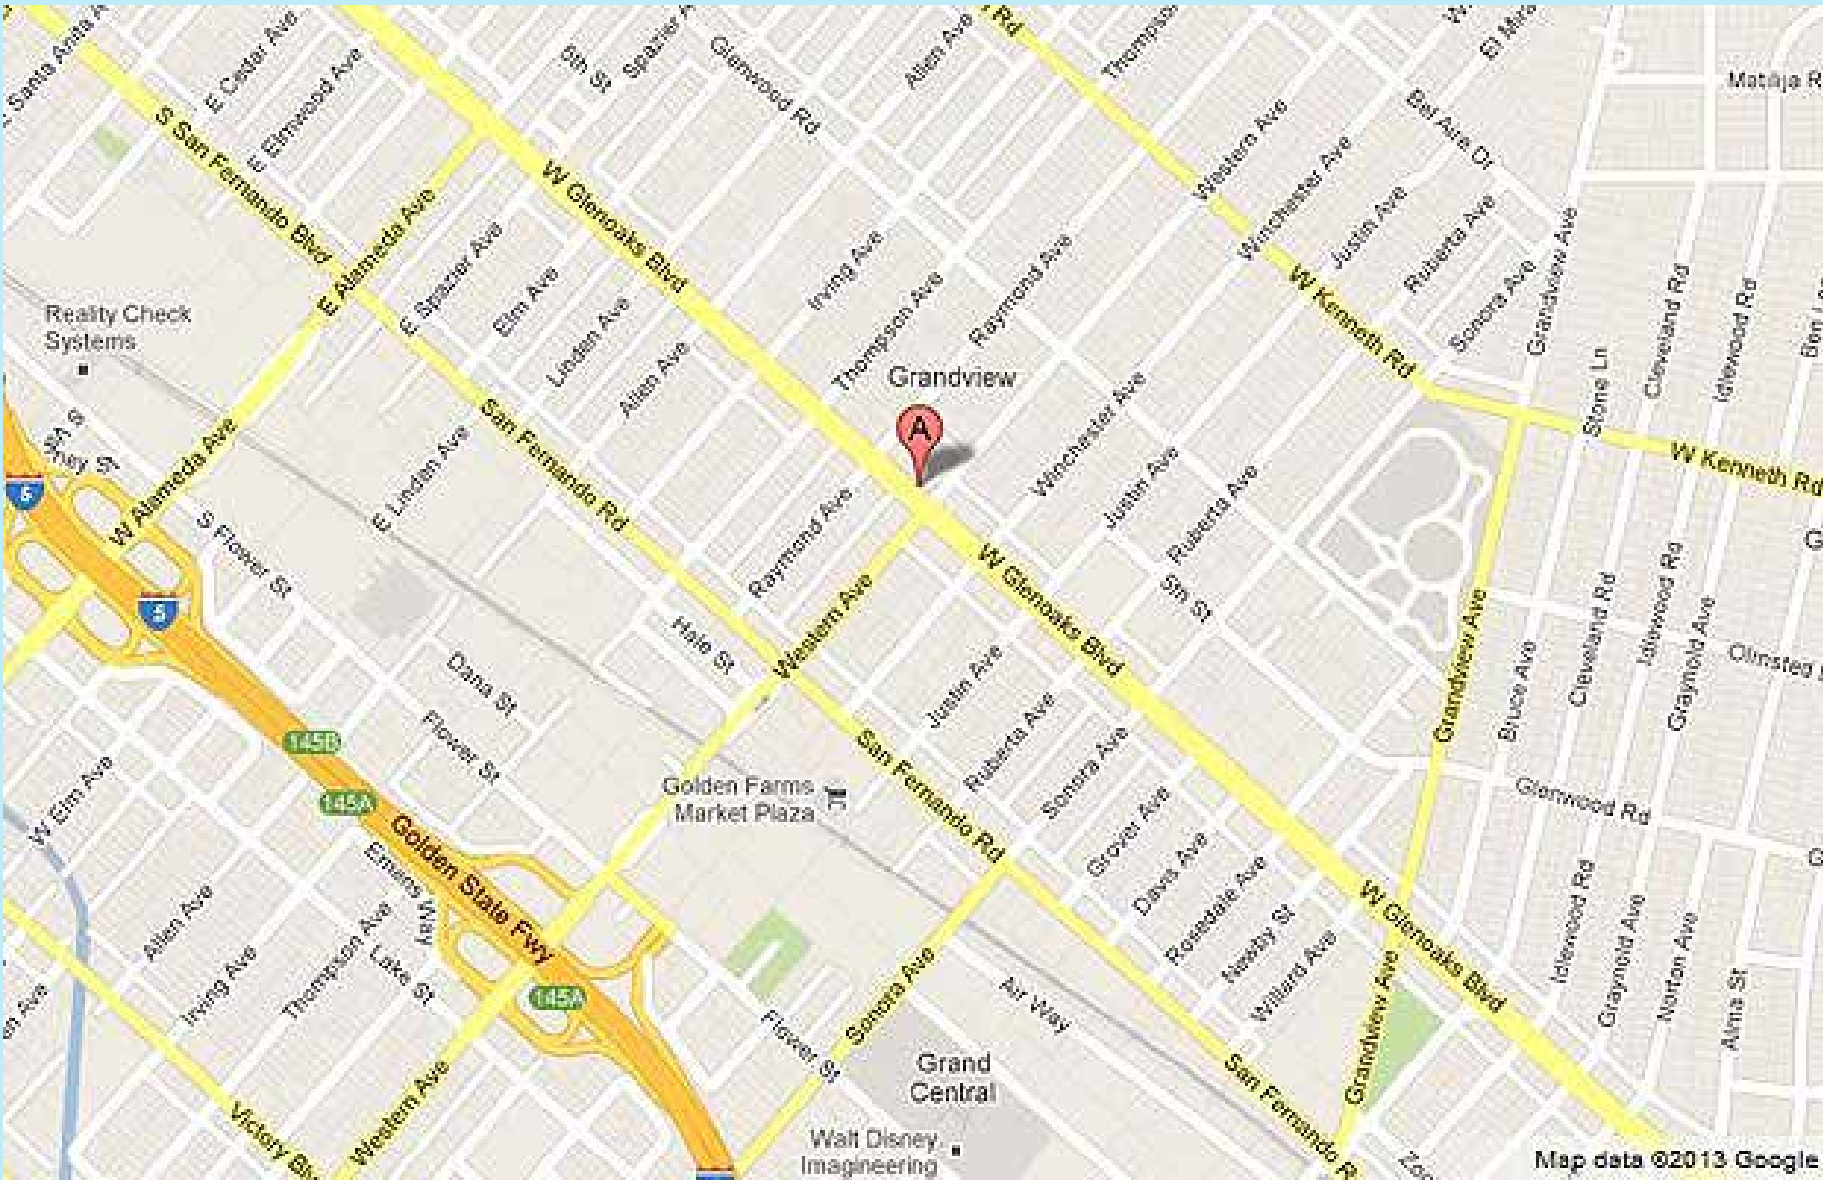 Rd
E Santa Anita A
E Cedar Ave
E Elmwood Ave
6th St
Spazier A
Glenwood Rd
Allen Ave
Thompson
El Mira
Matilija R
S San Fernando Blvd
W Glenoaks Blvd
Western Ave
Winchester Ave
Bel Aire Dr
Justin Ave
Ruberta Ave
Sonora Ave
Grandview Ave
E Alameda Ave
E Spazier Ave
Elm Ave
Linden Ave
Allen Ave
Irving Ave
Thompson Ave
Raymond Ave
W Kenneth Rd
Stone Ln
Cleveland Rd
Idlewood Rd
Ben L
Reality Check
Systems
Grandview
A
W Kenneth Rd
5
W Alameda Ave
E Linden Ave
San Fernando Rd
Raymond Ave
Winchester Ave
Justin Ave
Ruberta Ave
5th St
S Flower St
5
Western Ave
W Glenoaks Blvd
Grandview Ave
Bruce Ave
Cleveland Rd
Idlewood Rd
Graynold Ave
Olmsted
Hale St
Dana St
Flower St
Justin Ave
Ruberta Ave
Sonora Ave
145B
145A
W Elm Ave
Golden Farms
Market Plaza
San Fernando Rd
Grover Ave
Davis Ave
Rosedale Ave
Newby St
Willard Ave
Glenwood Rd
G
G
Golden State Fwy
Emens Way
Allen Ave
Irving Ave
Thompson Ave
Lake St
145A
W Glenoaks Blvd
Grandview Ave
Idlewood Rd
Graynold Ave
Norton Ave
Alma St
Sonora Ave
Air Way
Flower St
Grand
Central
San Fernando R
Victory Blv
Western Ave
Walt Disney
Imagineering
Map data ©2013 Google